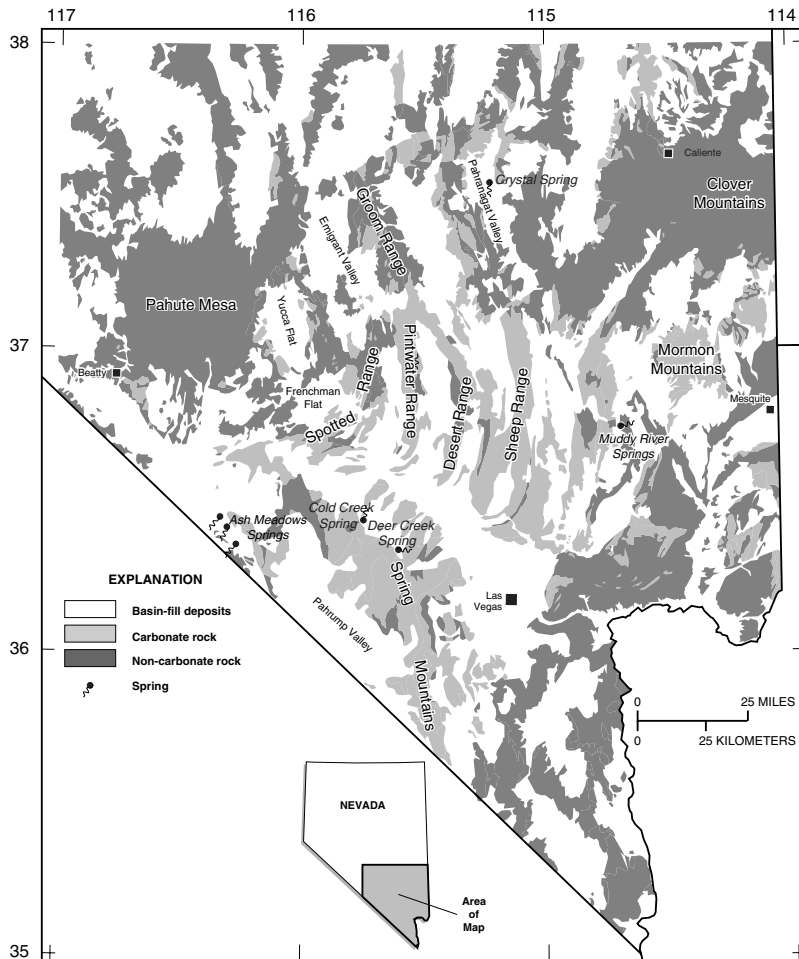 117
116
115
114
38
Caliente
Crystal Spring
Pahranagat Valley
Clover
Mountains
Groom Range
Emigrant Valley
Pahute Mesa
Yucca Flat
37
Pintwater Range
Mormon
Mountains
Beatty
Range
Desert Range
Sheep Range
Frenchman
Flat
Mesquite
Spotted
Muddy River
Springs
Cold Creek
Spring
Ash Meadows
Springs
Deer Creek
Spring
EXPLANATION
Basin-fill deposits
Carbonate rock
Non-carbonate rock
Spring
Spring
Las
Vegas
Pahrump Valley
36
Mountains
0
25 MILES
0
25 KILOMETERS
NEVADA
Area
of
Map
35